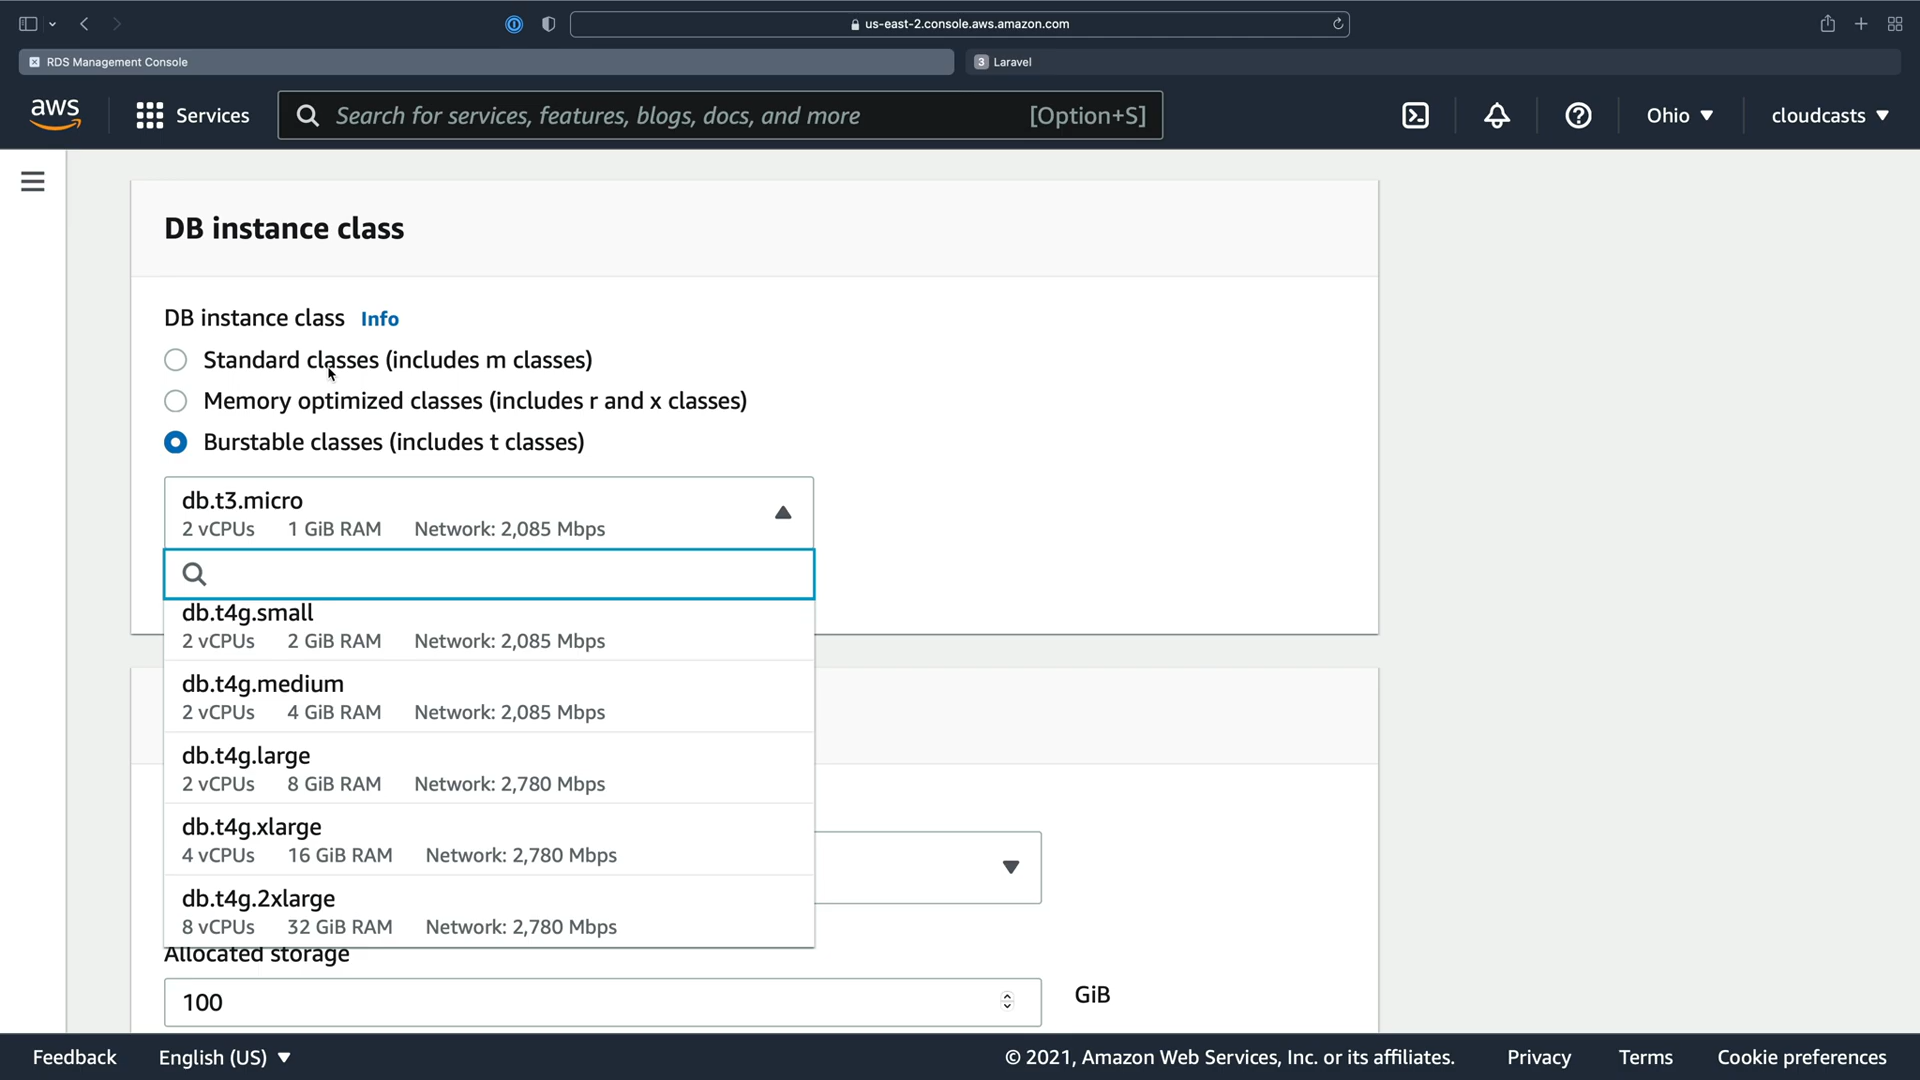 us-east-2.console.aws.amazon.com
RDS Management Console
3 Laravel
aws
Services
Search for services, features, blogs, docs, and more
[Option+S]
Ohio
cloudcasts
DB instance class
DB instance class Info
Standard classes (includes m classes)
Memory optimized classes (includes r and x classes)
Burstable classes (includes t classes)
db.t3.micro
2 vCPUs 1 GiB RAM Network: 2,085 Mbps
db.t4g.small
2 vCPUs 2 GiB RAM Network: 2,085 Mbps
db.t4g.medium
2 vCPUs 4 GiB RAM Network: 2,085 Mbps
db.t4g.large
2 vCPUs 8 GiB RAM Network: 2,780 Mbps
db.t4g.xlarge
4 vCPUs 16 GiB RAM Network: 2,780 Mbps
db.t4g.2xlarge
8 vCPUs 32 GiB RAM Network: 2,780 Mbps
Allocated storage
100
GiB
Feedback English (US) © 2021, Amazon Web Services, Inc. or its affiliates. Privacy Terms Cookie preferences